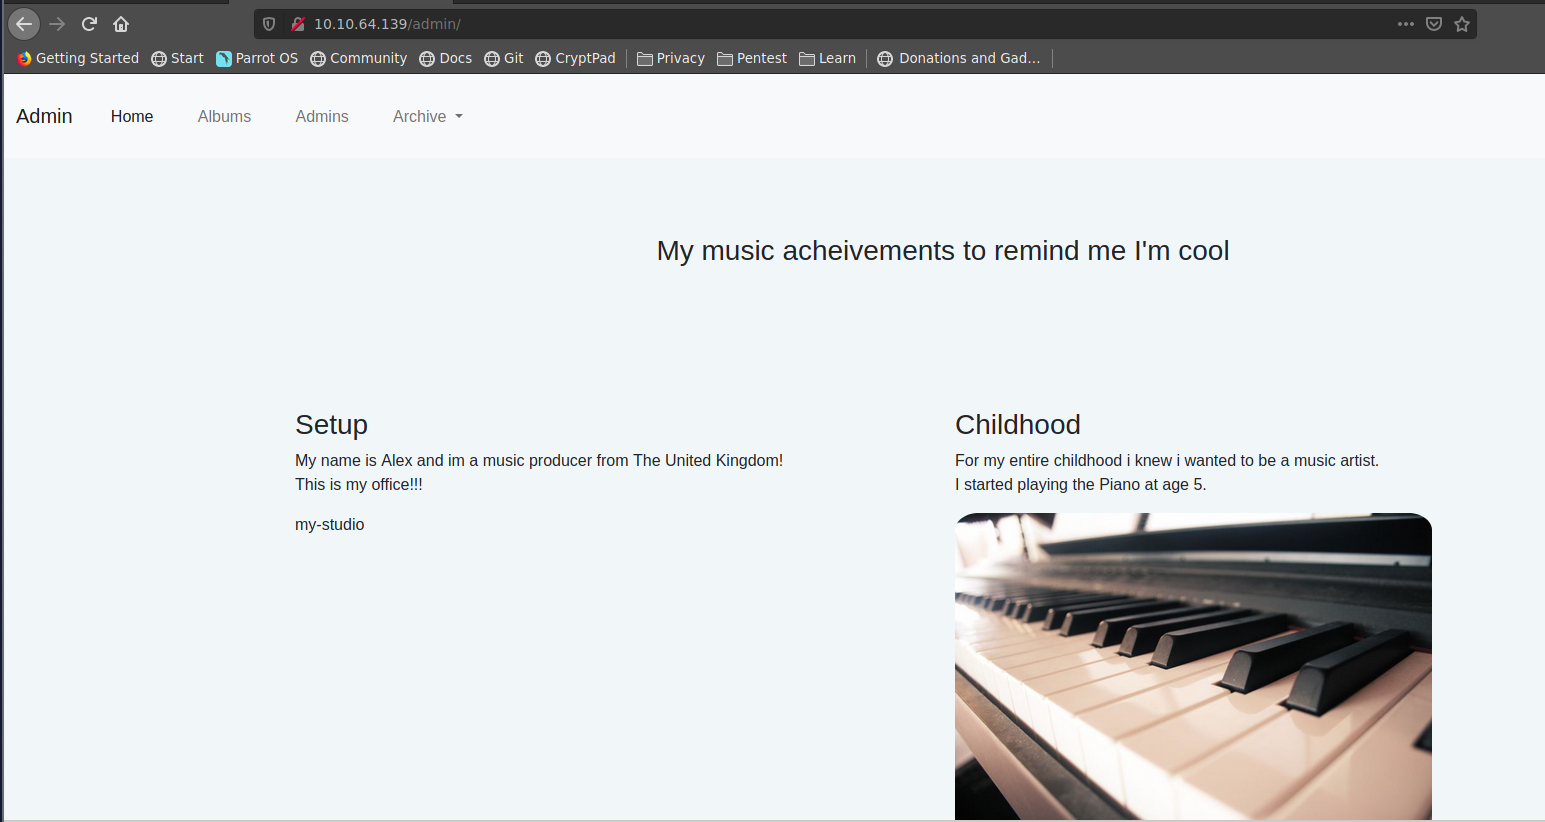 10.10.64.139/admin/
Getting Started Start Parrot OS Community Docs Git CryptPad Privacy Pentest Learn Donations and Gad...
Admin Home Albums Admins Archive
My music acheivements to remind me I'm cool
Setup
My name is Alex and im a music producer from The United Kingdom!
This is my office!!!
my-studio
Childhood
For my entire childhood i knew i wanted to be a music artist.
I started playing the Piano at age 5.